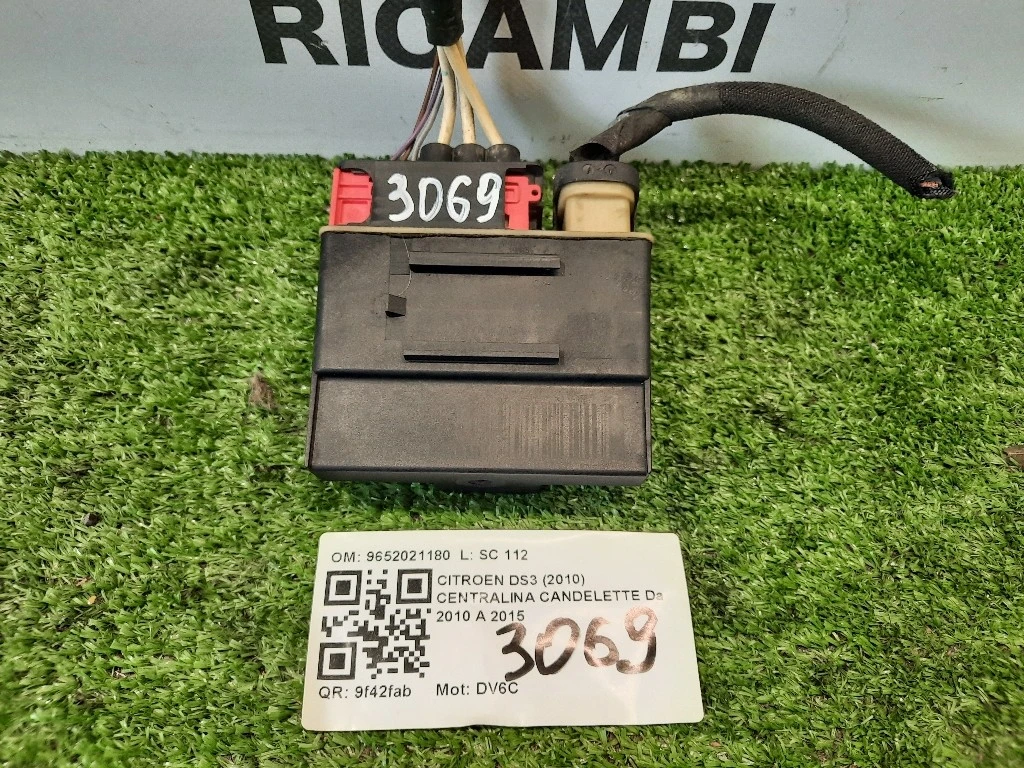 RICAMBI
3069
OM: 9652021180 L: SC 112
CITROEN DS3 (2010)
CENTRALINA CANDELETTE Da
2010 A 2015
3069
QR: 9f42fab Mot: DV6C